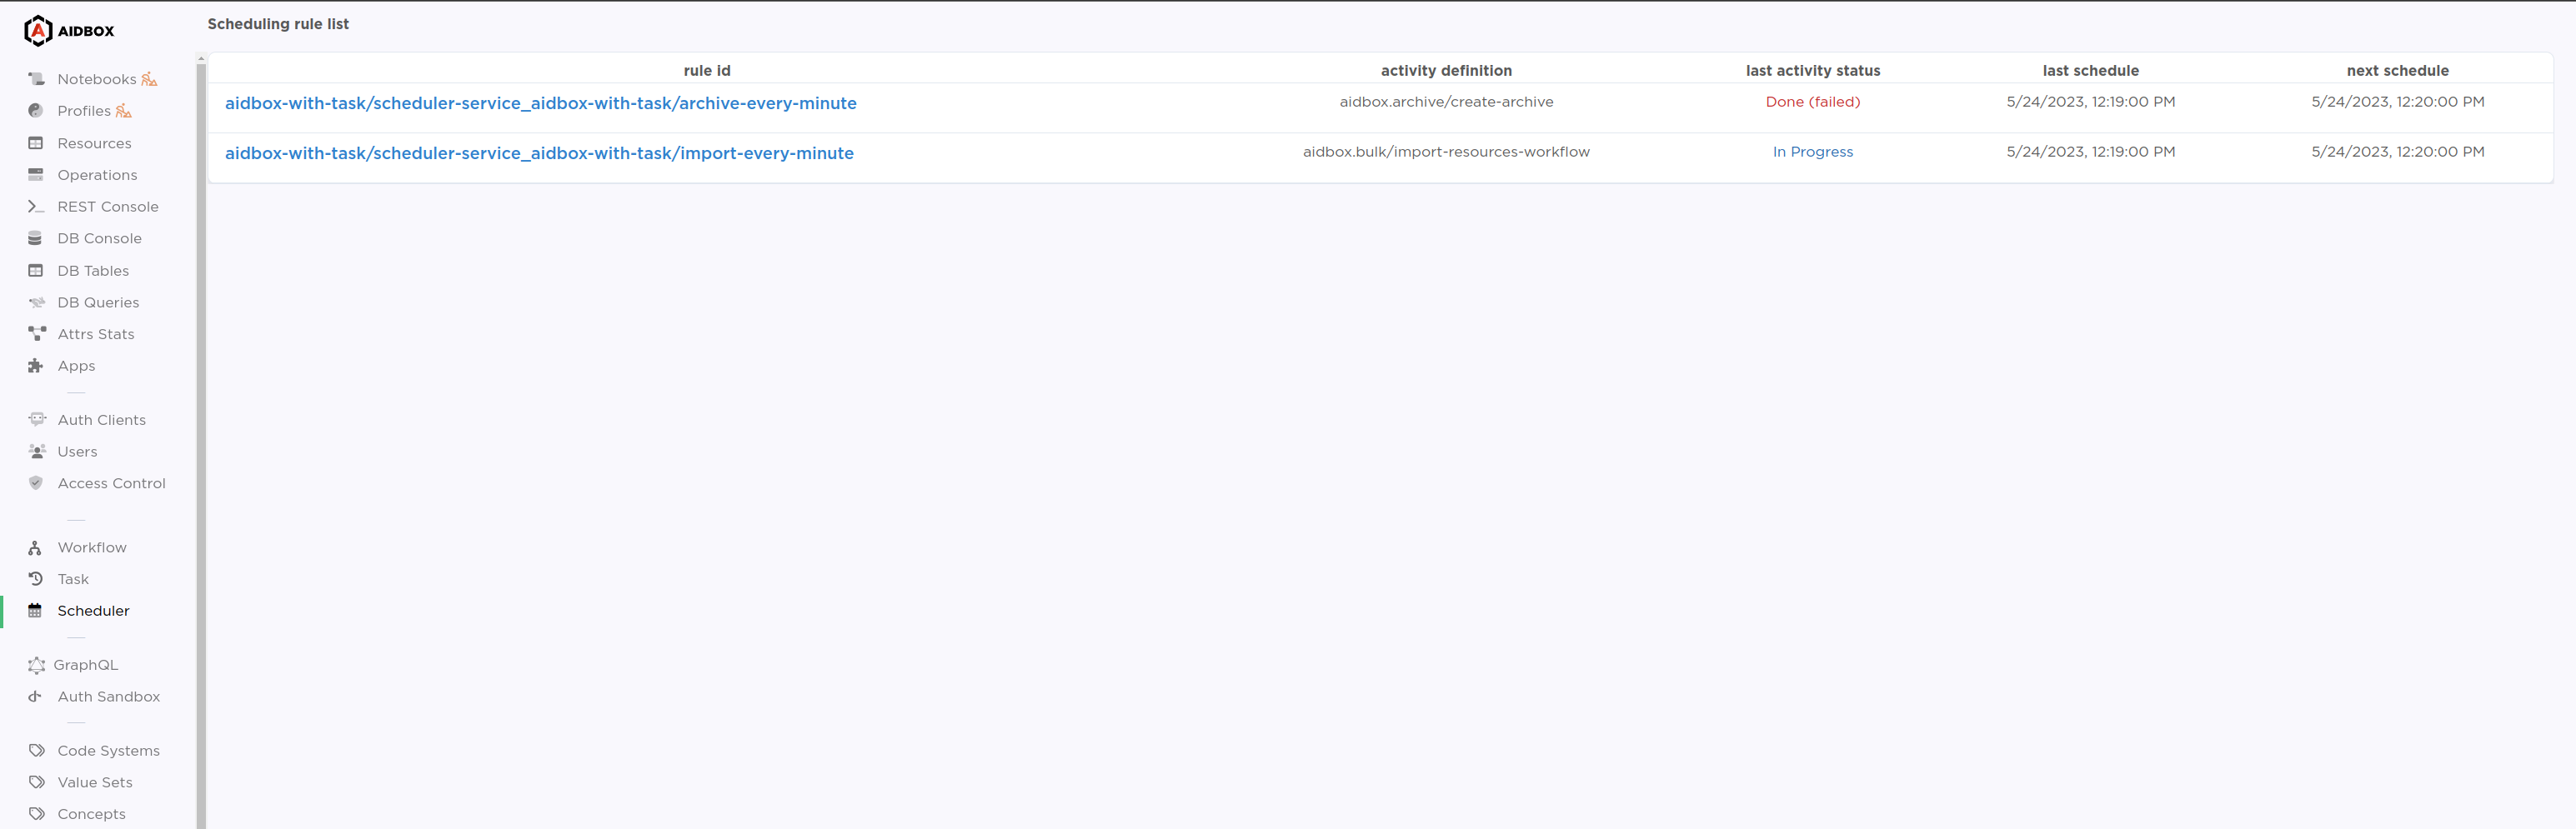 AIDBOX
Notebooks
Profiles
Resources
Operations
REST Console
DB Console
DB Tables
DB Queries
Attrs Stats
Apps
Auth Clients
Users
Access Control
Workflow
Task
Scheduler
GraphQL
Auth Sandbox
Code Systems
Value Sets
Concepts
Scheduling rule list
rule id activity definition last activity status last schedule next schedule
aidbox-with-task/scheduler-service_aidbox-with-task/archive-every-minute aidbox.archive/create-archive Done (failed) 5/24/2023, 12:19:00 PM 5/24/2023, 12:20:00 PM
aidbox-with-task/scheduler-service_aidbox-with-task/import-every-minute aidbox.bulk/import-resources-workflow In Progress 5/24/2023, 12:19:00 PM 5/24/2023, 12:20:00 PM